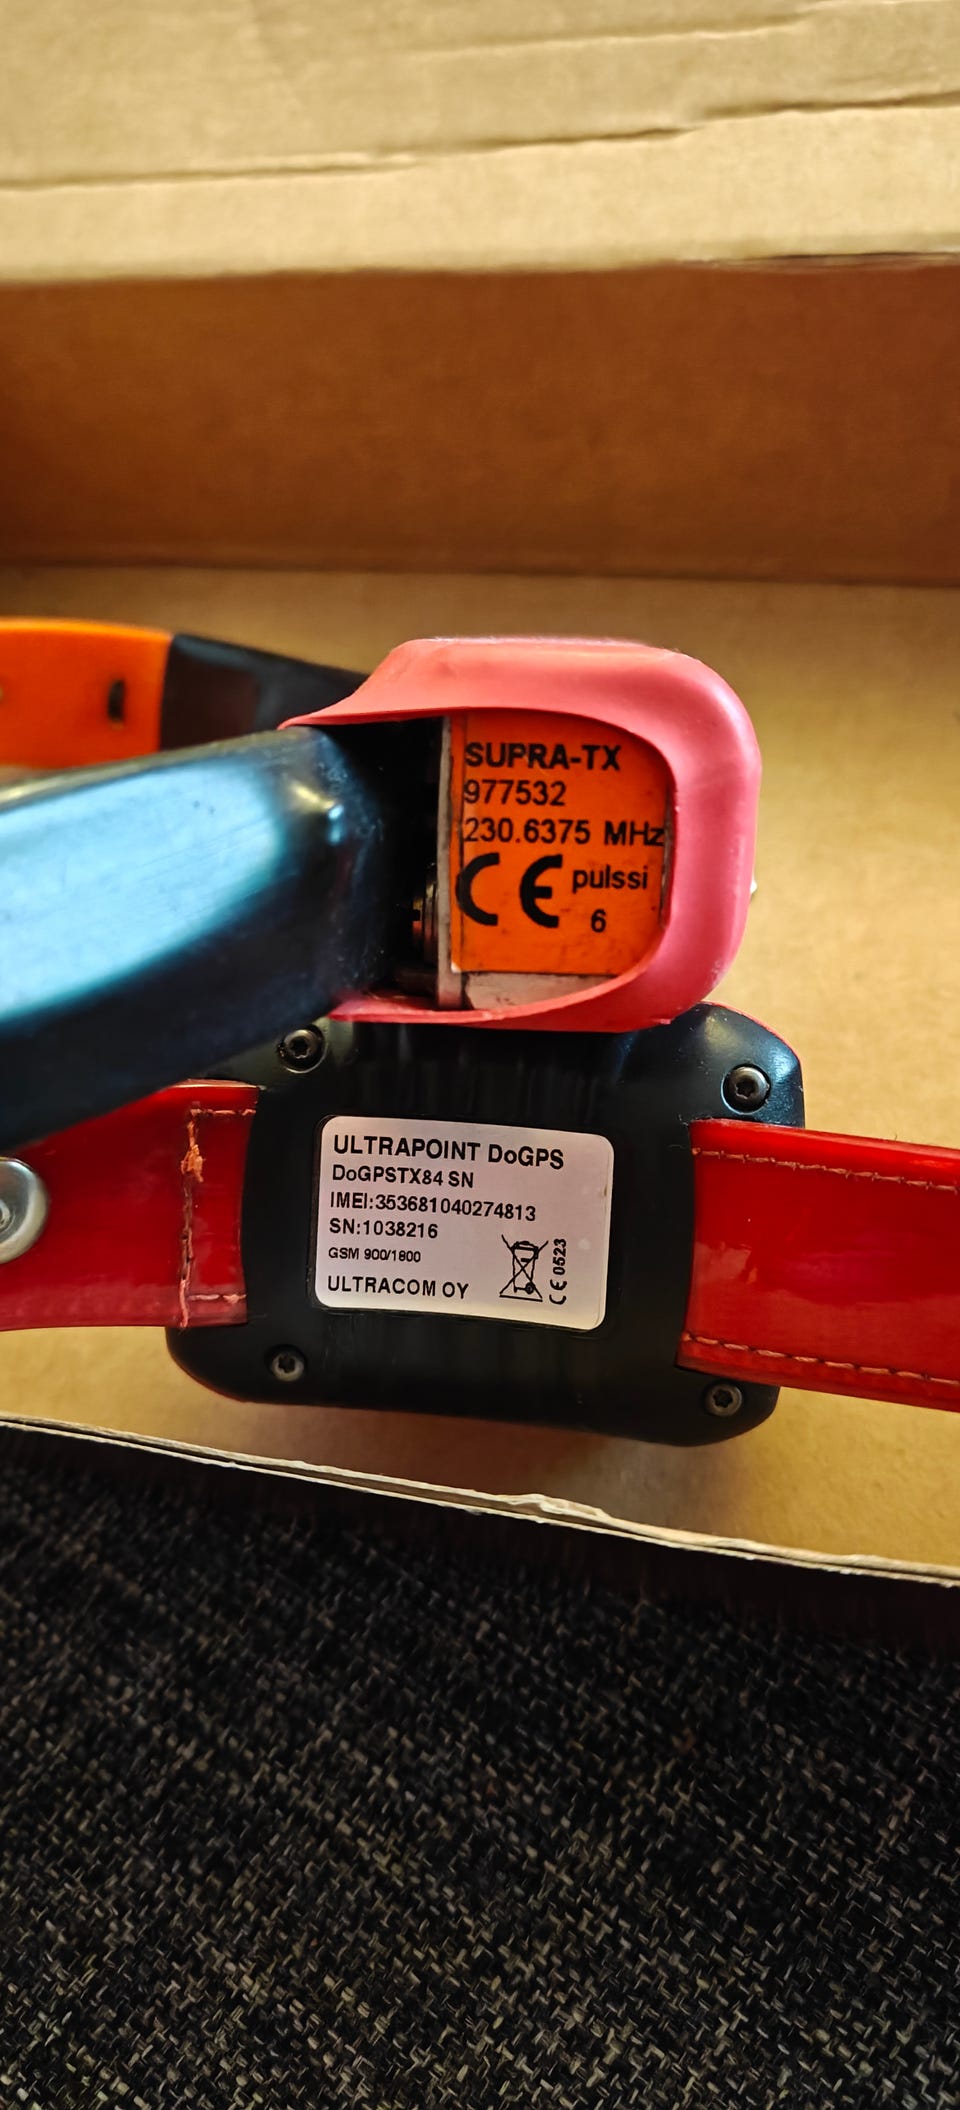 SUPRA-TX
977532
230.6375 MHz
CE pulssi
6
ULTRAPOINT DoGPS
DoGPSTX84 SN
IMEI:353681040274813
SN:1038216
GSM 900/1800
ULTRACOM OY
CE 0523